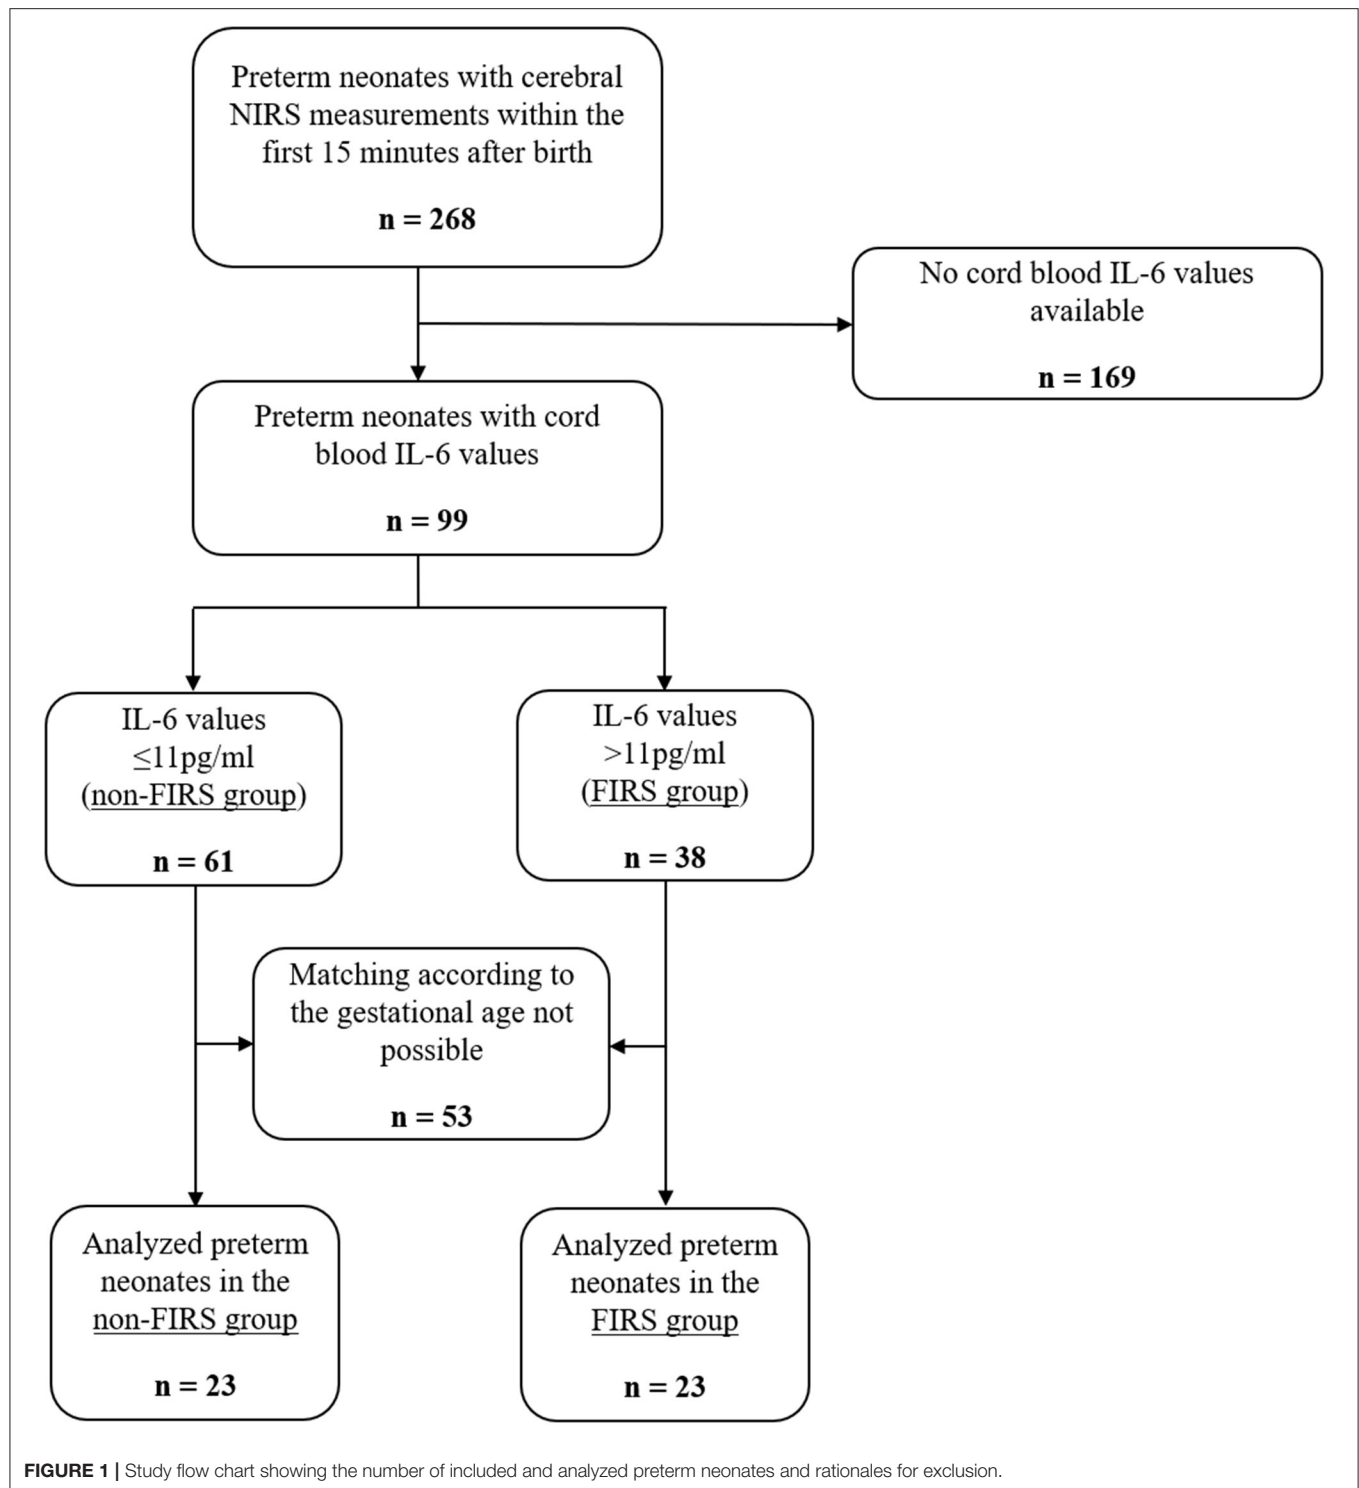 Preterm neonates with cerebral
NIRS measurements within the
first 15 minutes after birth
n = 268
No cord blood IL-6 values
available
n = 169
Preterm neonates with cord
blood IL-6 values
n = 99
IL-6 values
≤11pg/ml
(non-FIRS group)
n = 61
IL-6 values
>11pg/ml
(FIRS group)
n = 38
Matching according to
the gestational age not
possible
n = 53
Analyzed preterm
neonates in the
non-FIRS group
n = 23
Analyzed preterm
neonates in the
FIRS group
n = 23
FIGURE 1 | Study flow chart showing the number of included and analyzed preterm neonates and rationales for exclusion.